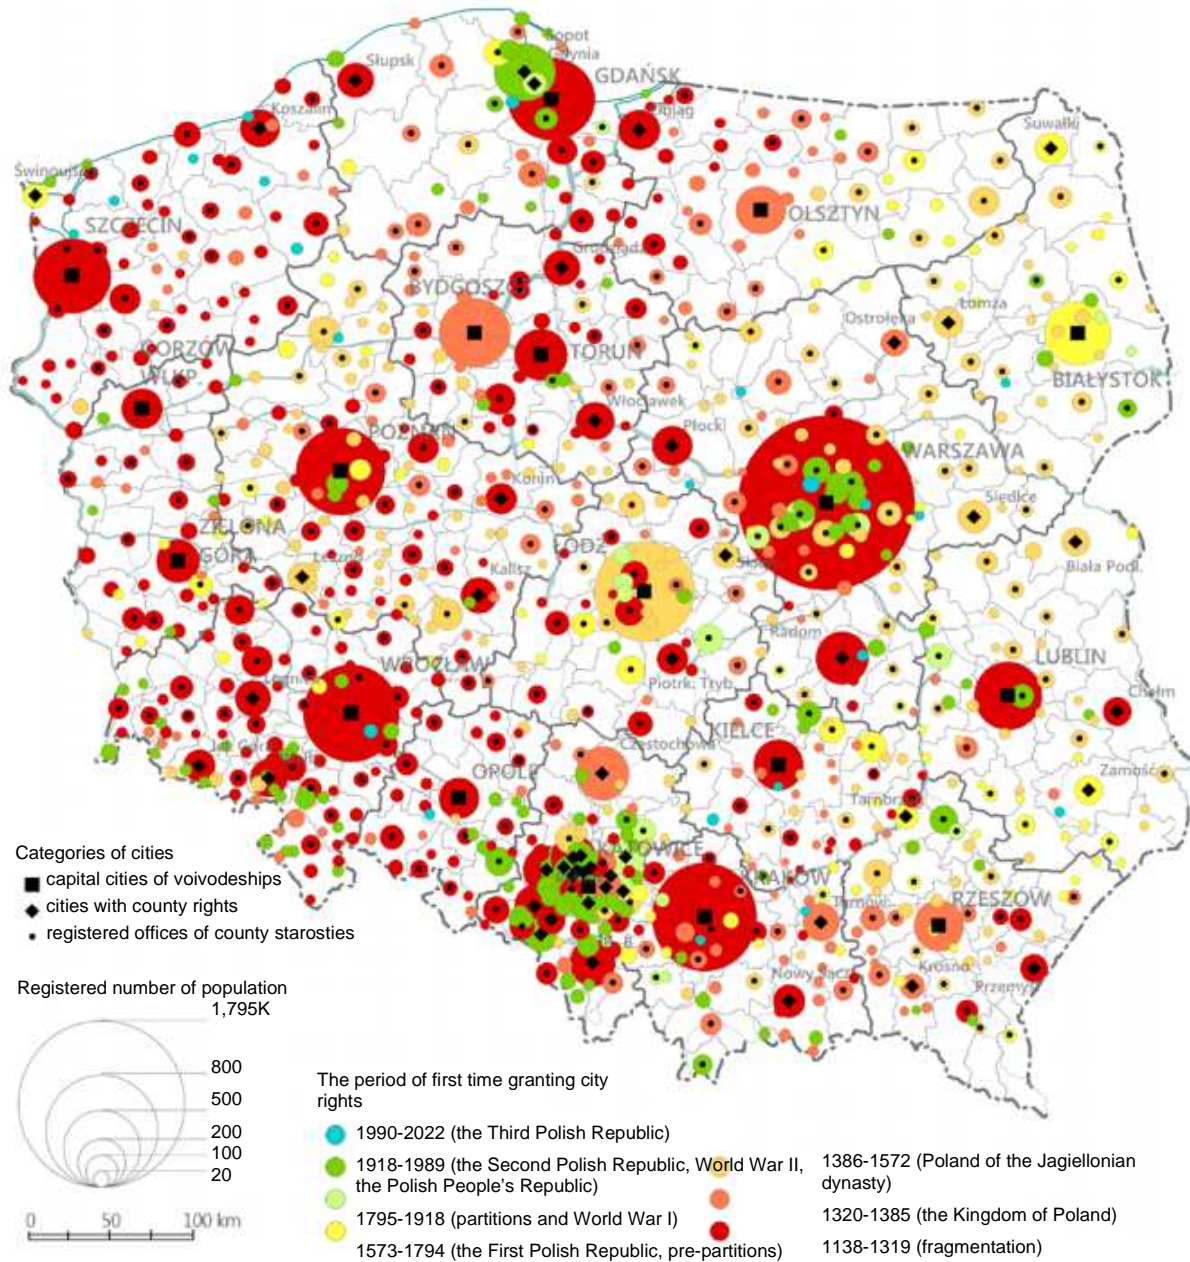 Sopot
Gdynia
Słupsk
GDAŃSK
Koszalin
Elbląg
Suwałki
SZCZECIN
OLSZTYN
BYDGOSZCZ
Łomża
Ostrołęka
GORZÓW
WLKP.
TORUŃ
BIAŁYSTOK
Włocławek
POZNAŃ
Płock
WARSZAWA
Konin
Siedlce
ZIELONA
GÓRA
ŁÓDŹ
Leszno
Kalisz
Biała Podl.
Radom
WROCŁAW
LUBLIN
Piotrk. Tryb.
Chełm
KIELCE
Częstochowa
OPOLE
Zamość
Tarnobrzeg
KATOWICE
Categories of cities
capital cities of voivodeships
cities with county rights
registered offices of county starosties
KRAKÓW
RZESZÓW
Tarnów
Krosno
Nowy Sącz
Przemyśl
Registered number of population
1,795K
800
500
200
100
20
0 50 100 km
The period of first time granting city
rights
1990-2022 (the Third Polish Republic)
1918-1989 (the Second Polish Republic, World War II,
the Polish People's Republic)
1795-1918 (partitions and World War I)
1573-1794 (the First Polish Republic, pre-partitions)
1386-1572 (Poland of the Jagiellonian
dynasty)
1320-1385 (the Kingdom of Poland)
1138-1319 (fragmentation)